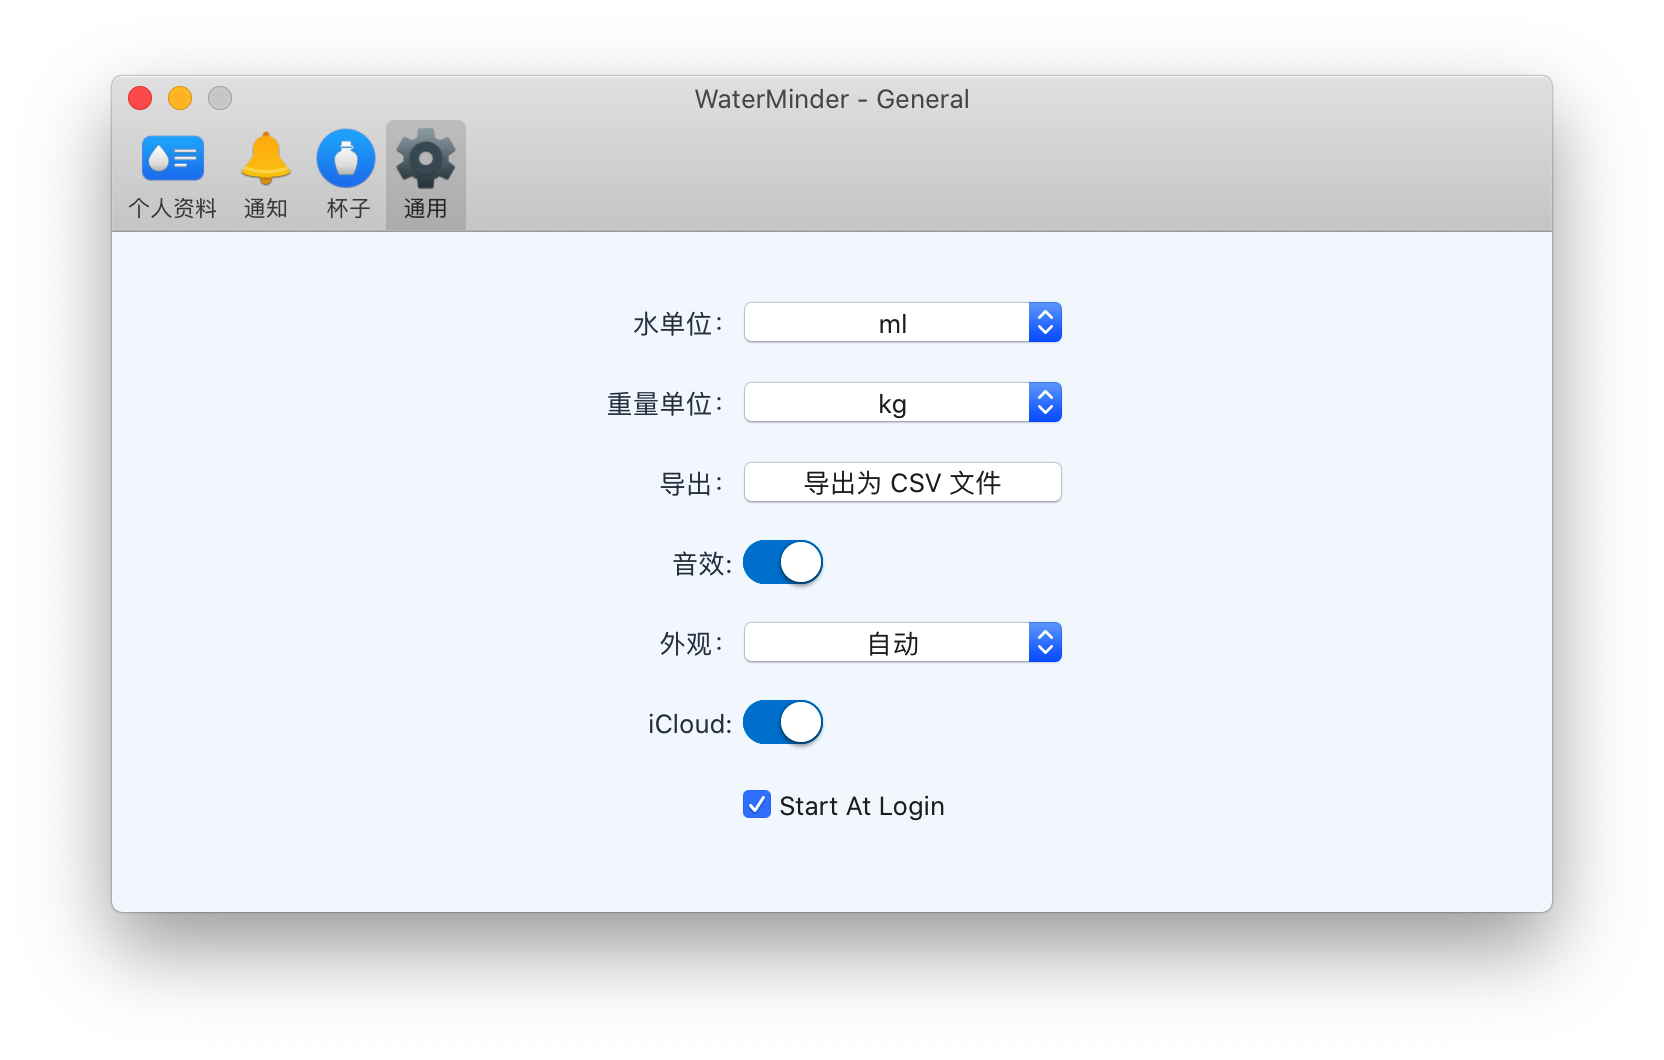 WaterMinder - General
个人资料 通知 杯子 通用
水单位: ml
重量单位: kg
导出: 导出为 CSV 文件
音效:
外观: 自动
iCloud:
Start At Login